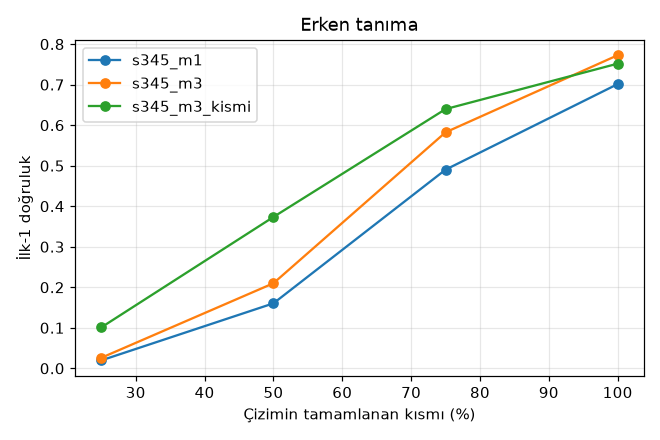 Erken tanıma
s345_m1
s345_m3
s345_m3_kismi
İlk-1 doğruluk
0.8
0.7
0.6
0.5
0.4
0.3
0.2
0.1
0.0
30 40 50 60 70 80 90 100
Çizimin tamamlanan kısmı (%)